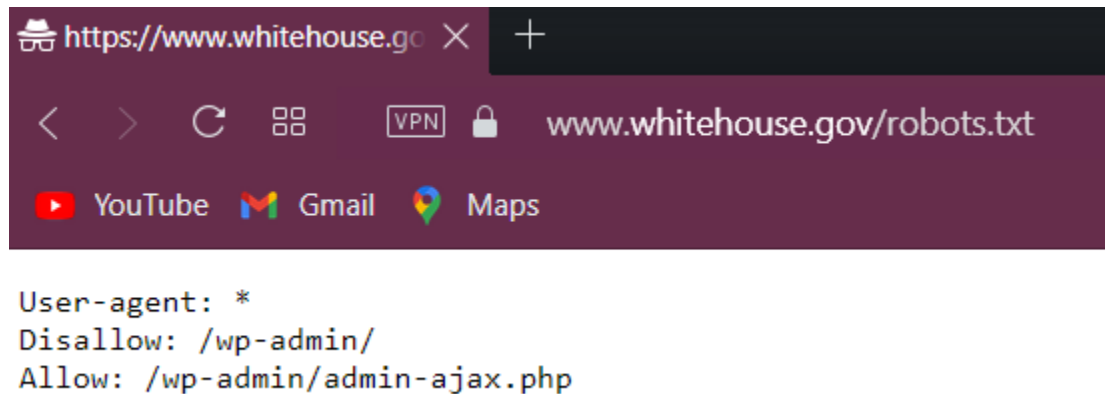 https://www.whitehouse.go
VPN www.whitehouse.gov/robots.txt
YouTube Gmail Maps
User-agent: *
Disallow: /wp-admin/
Allow: /wp-admin/admin-ajax.php